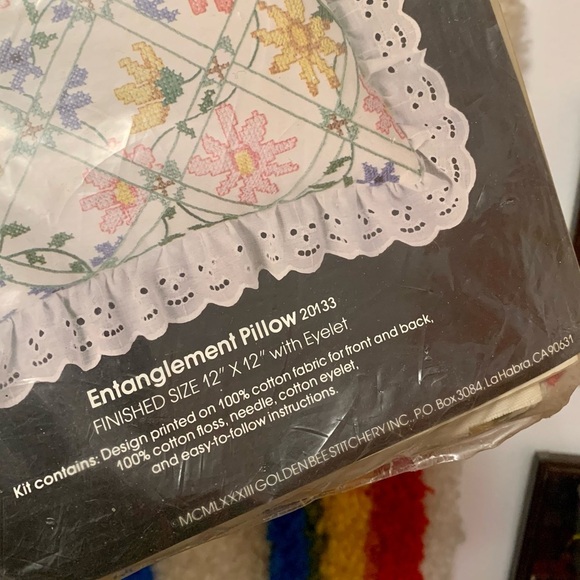 Entanglement Pillow 20133
FINISHED SIZE 12" X 12" with Eyelet
Kit contains: Design printed on 100% cotton fabric for front and back,
100% cotton floss, needle, cotton eyelet,
and easy-to-follow instructions.
MCMLXXXIII GOLDEN BEE STITCHERY INC., P.O. Box 3084, La Habra, CA 90631